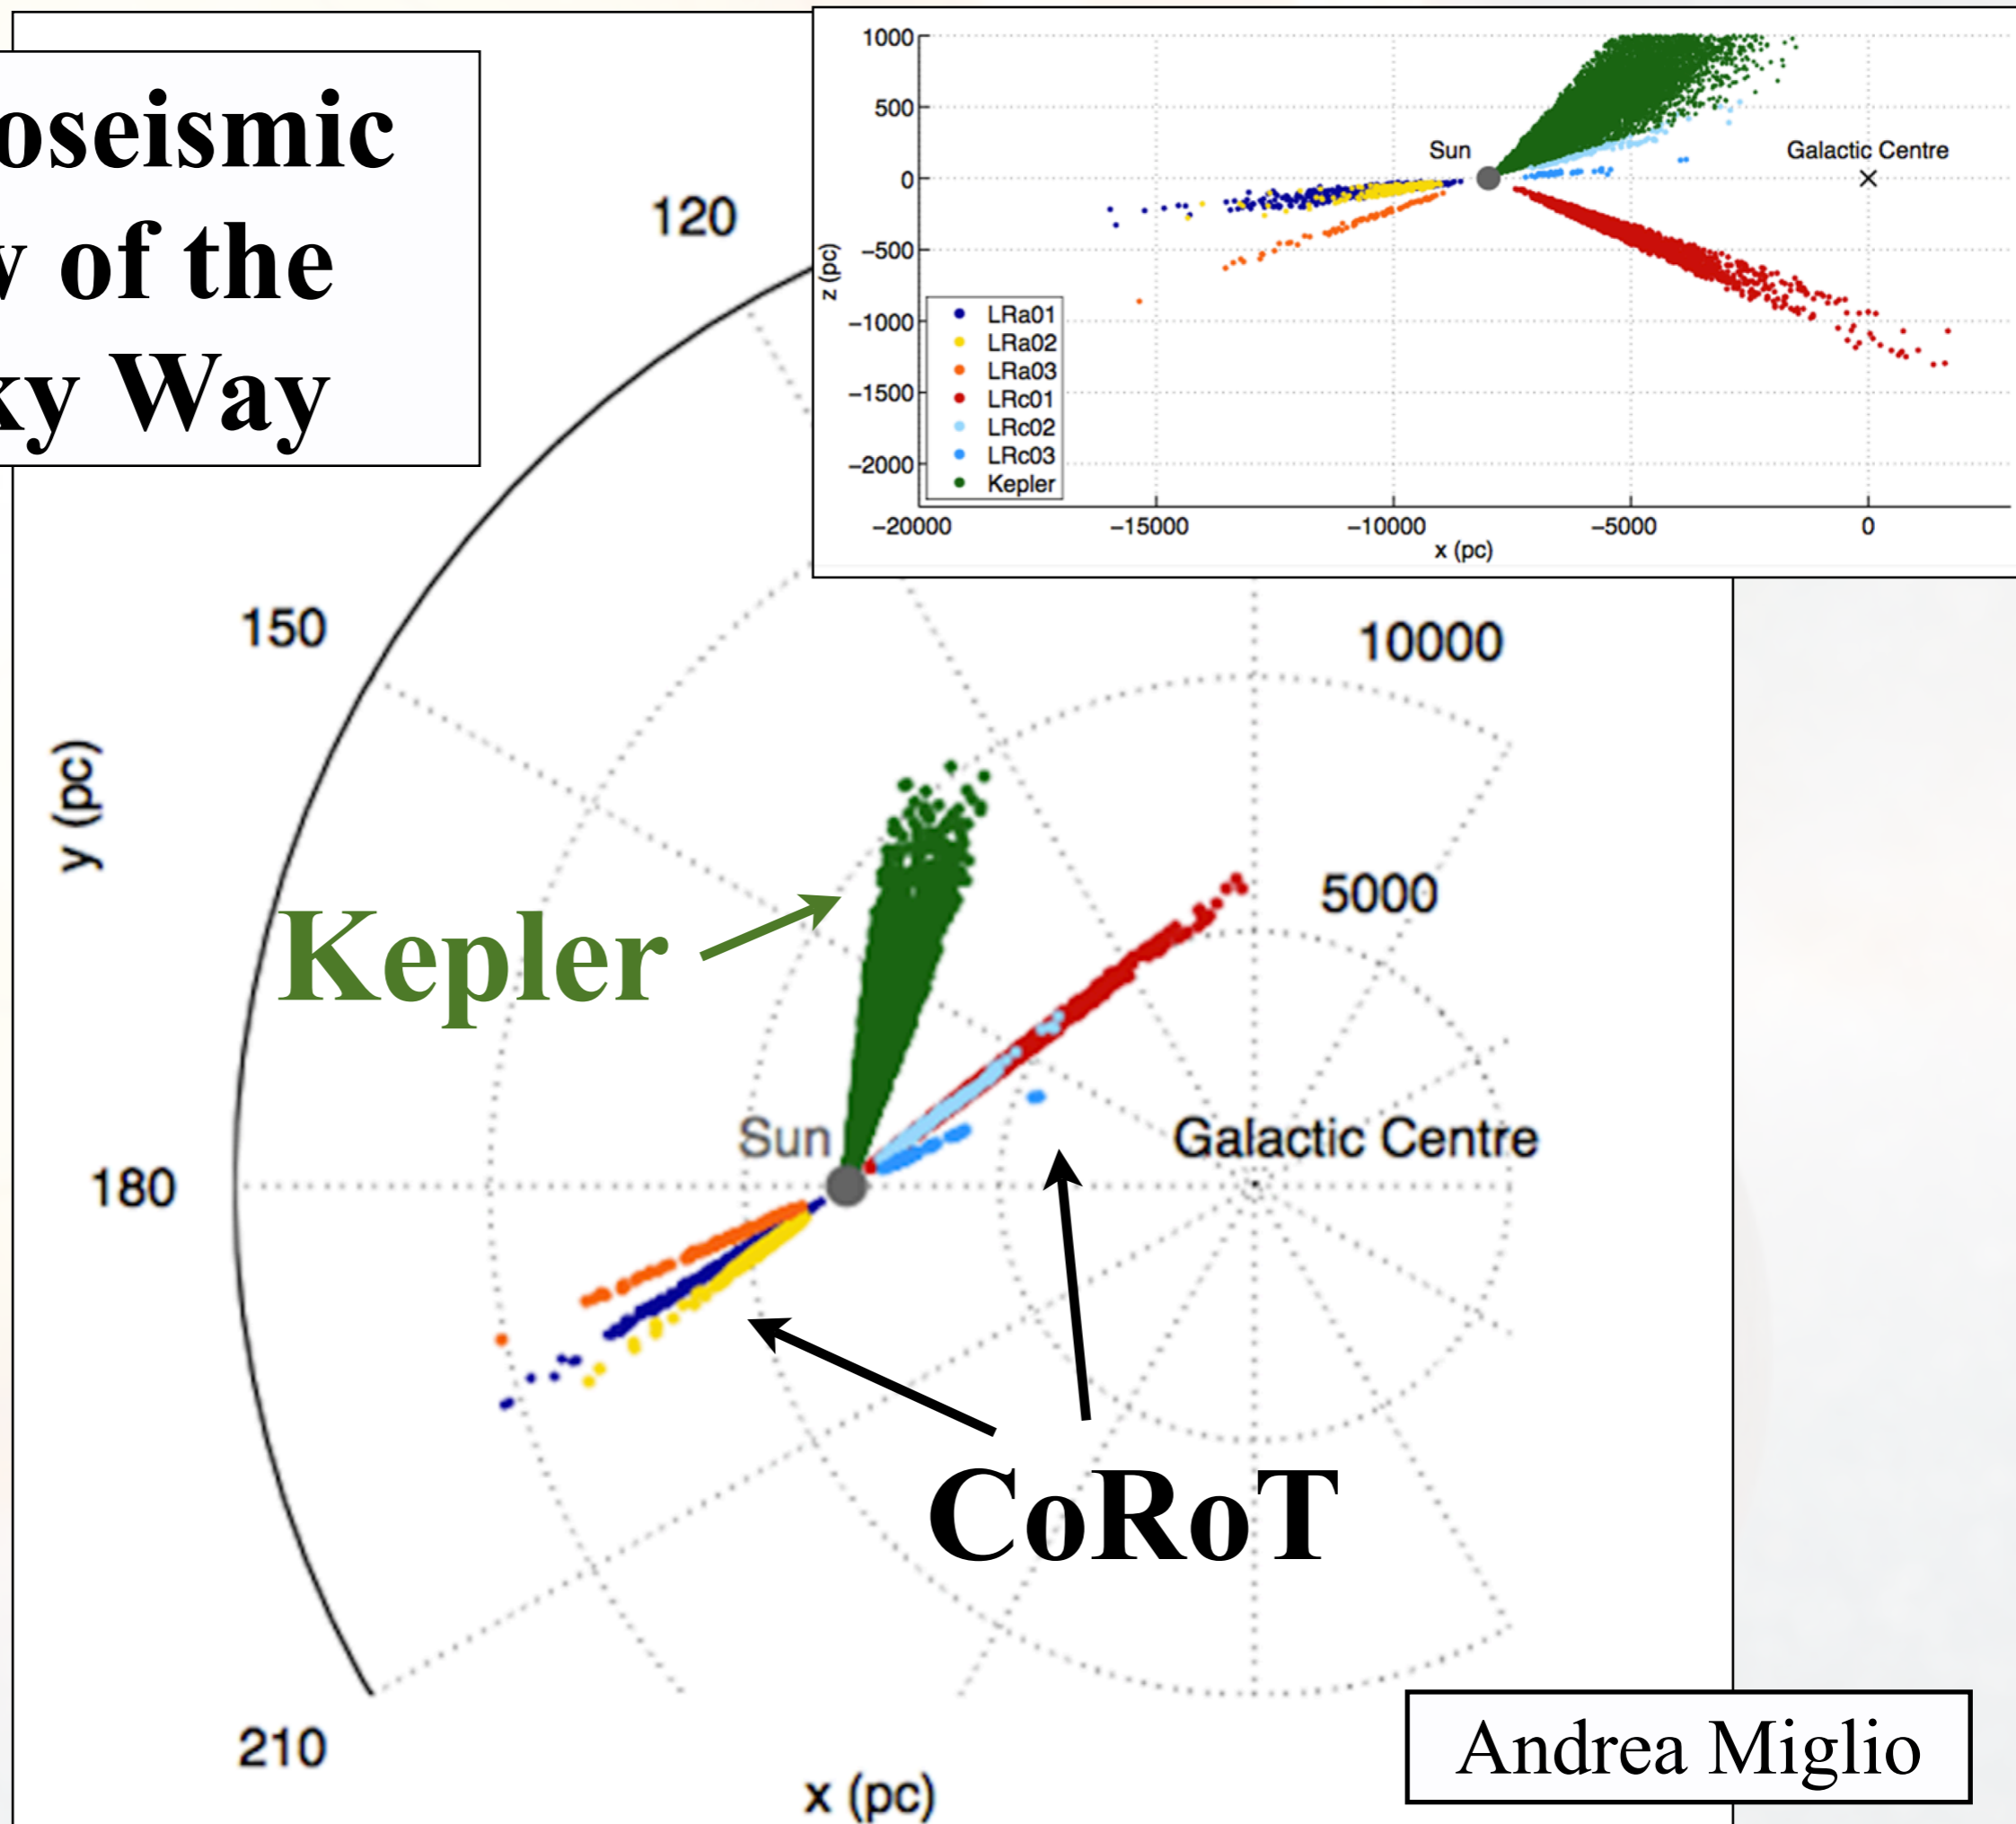 oseismic
of the
ky Way
1000
500
0
−500
−1000
−1500
−2000
z (pc)
Sun
Galactic Centre
LRa01
LRa02
LRa03
LRc01
LRc02
LRc03
Kepler
−20000 −15000 −10000 −5000 0
x (pc)
120
150
10000
y (pc)
5000
Kepler
Sun
Galactic Centre
180
CoRoT
210
x (pc)
Andrea Miglio